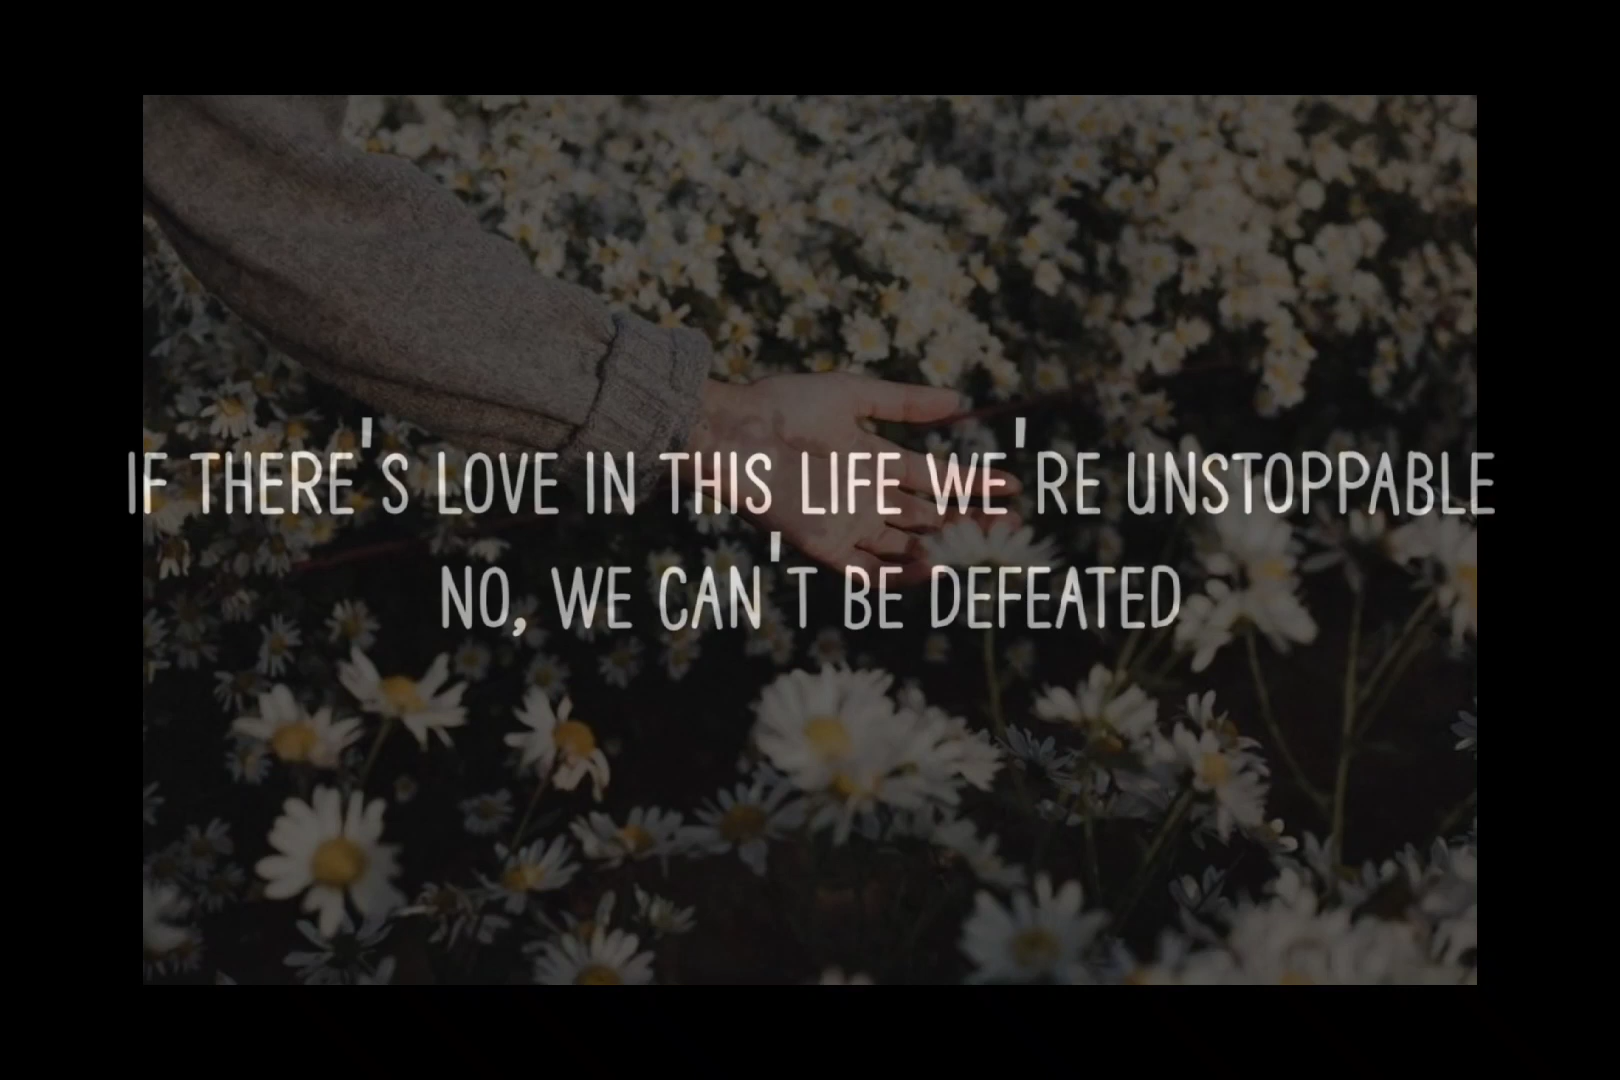 IF THERE'S LOVE IN THIS LIFE WE'RE UNSTOPPABLE
NO, WE CAN'T BE DEFEATED